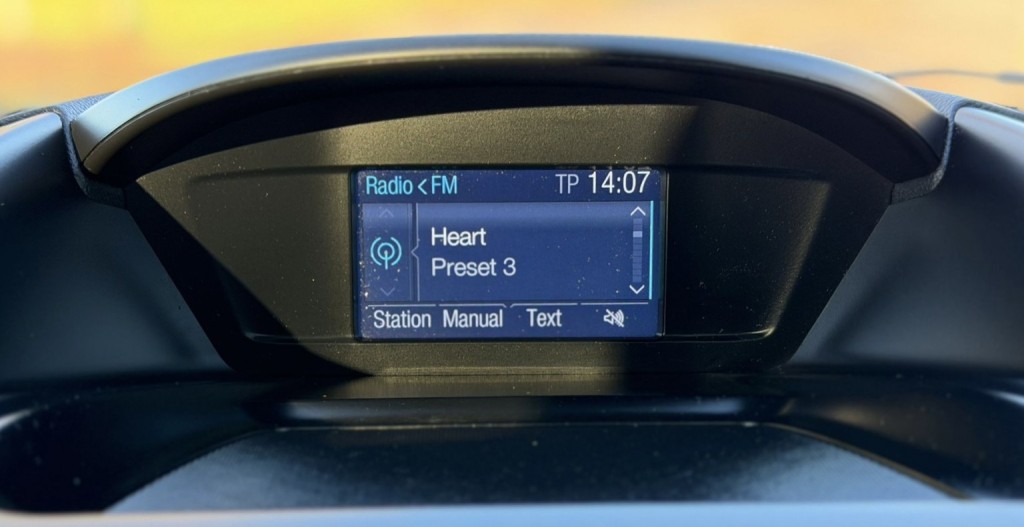 Radio < FM TP 14:07
Heart
Preset 3
Station Manual Text